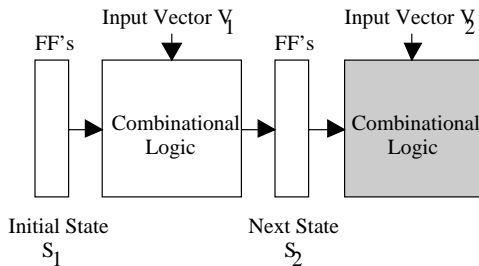 Input Vector V1
Input Vector V2
FF's
FF's
Combinational
Logic
Combinational
Logic
Initial State
S1
Next State
S2